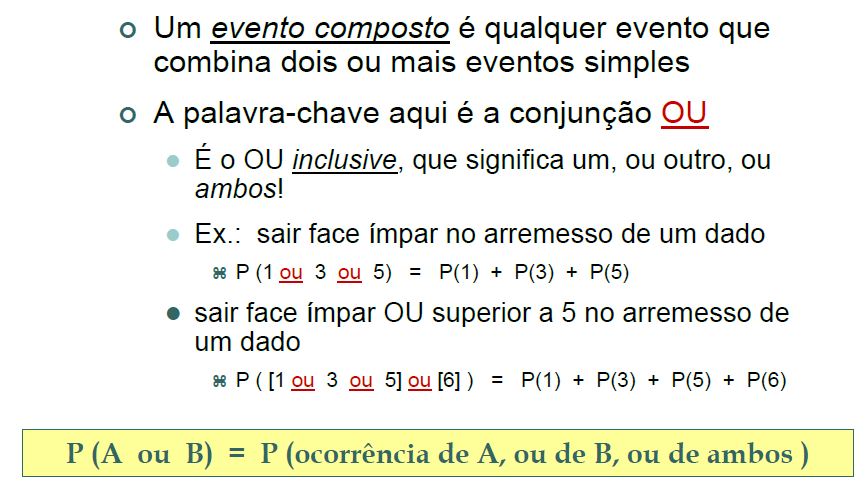 Um evento composto é qualquer evento que
combina dois ou mais eventos simples
A palavra-chave aqui é a conjunção OU
É o OU inclusive, que significa um, ou outro, ou
ambos!
Ex.: sair face ímpar no arremesso de um dado
⌘ P (1 ou 3 ou 5) = P(1) + P(3) + P(5)
sair face ímpar OU superior a 5 no arremesso de
um dado
⌘ P ( [1 ou 3 ou 5] ou [6] ) = P(1) + P(3) + P(5) + P(6)
P (A ou B) = P (ocorrência de A, ou de B, ou de ambos )